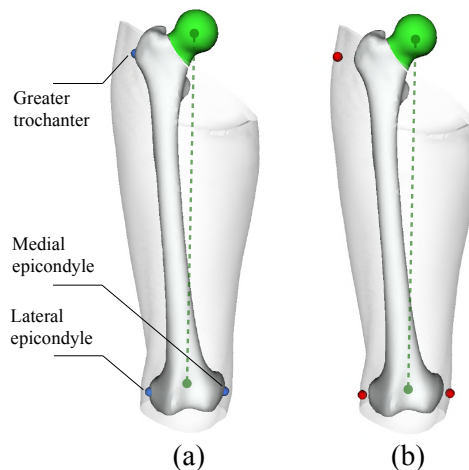 Greater
trochanter
Medial
epicondyle
Lateral
epicondyle
(a)
(b)